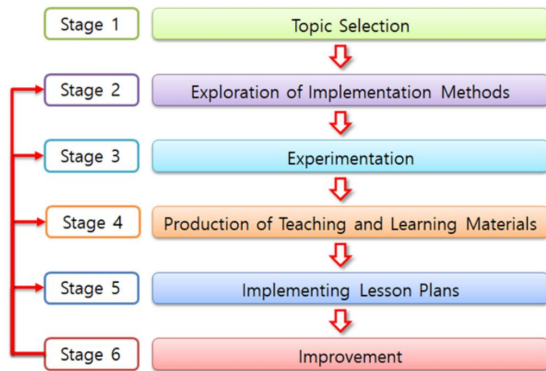 Stage 1 Topic Selection
Stage 2 Exploration of Implementation Methods
Stage 3 Experimentation
Stage 4 Production of Teaching and Learning Materials
Stage 5 Implementing Lesson Plans
Stage 6 Improvement